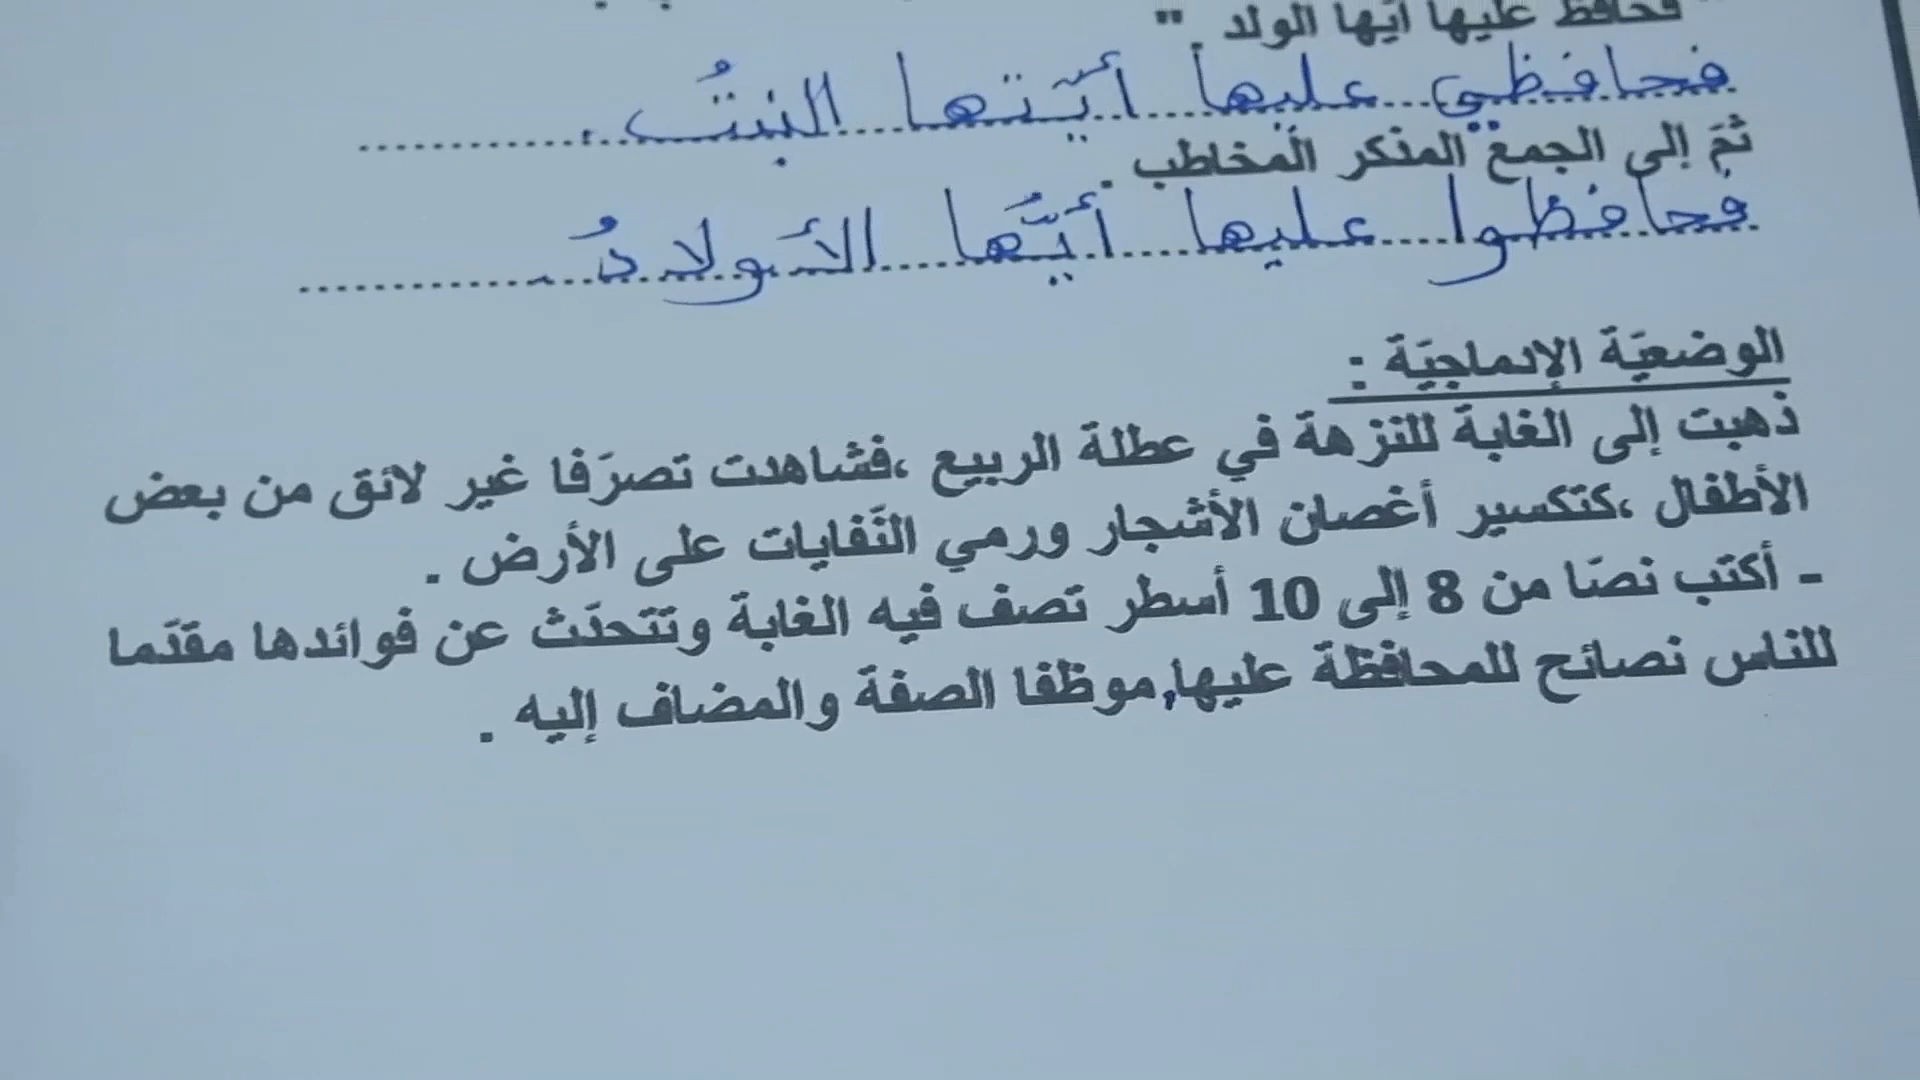 فحافظ عليها أيها الولد . "
فحافظي عليها أيّتها البنتُ .
ثمّ إلى الجمع المذكر المخاطب .
فحافظوا عليها أيّها الأولادُ
الوضعيّة الإدماجيّة :
ذهبت إلى الغابة للنزهة في عطلة الربيع ،فشاهدت تصرّفا غير لائق من بعض
الأطفال ،كتكسير أغصان الأشجار ورمي النّفايات على الأرض .
- أكتب نصّا من 8 إلى 10 أسطر تصف فيه الغابة وتتحدّث عن فوائدها مقدّما
للناس نصائح للمحافظة عليها,موظفا الصفة والمضاف إليه .